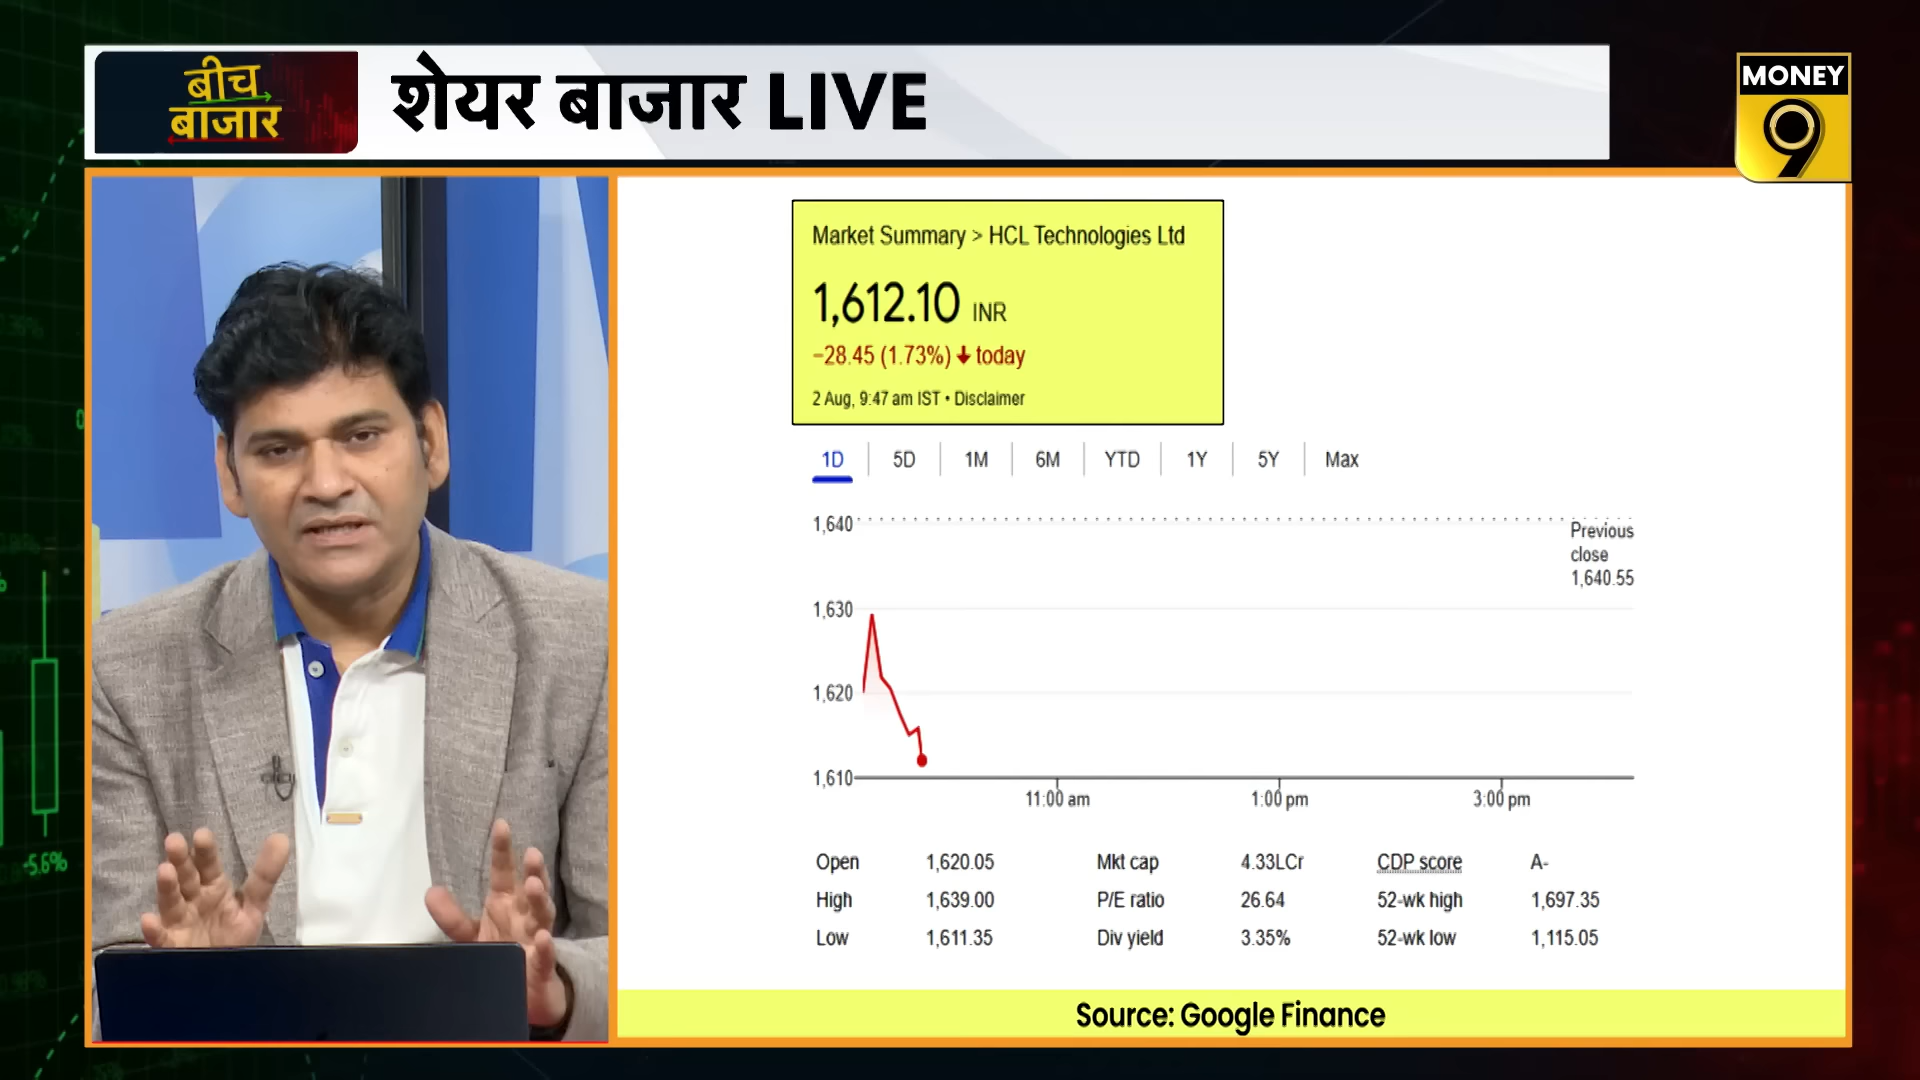 बीच
बाजार
शेयर बाजार LIVE
MONEY
9
Market Summary > HCL Technologies Ltd
1,612.10 INR
−28.45 (1.73%) ↓ today
2 Aug, 9:47 am IST • Disclaimer
1D 5D 1M 6M YTD 1Y 5Y Max
1,640
Previous
close
1,640.55
1,630
1,620
1,610
11:00 am 1:00 pm 3:00 pm
Open 1,620.05 Mkt cap 4.33LCr CDP score A-
High 1,639.00 P/E ratio 26.64 52-wk high 1,697.35
Low 1,611.35 Div yield 3.35% 52-wk low 1,115.05
-5.6%
Source: Google Finance